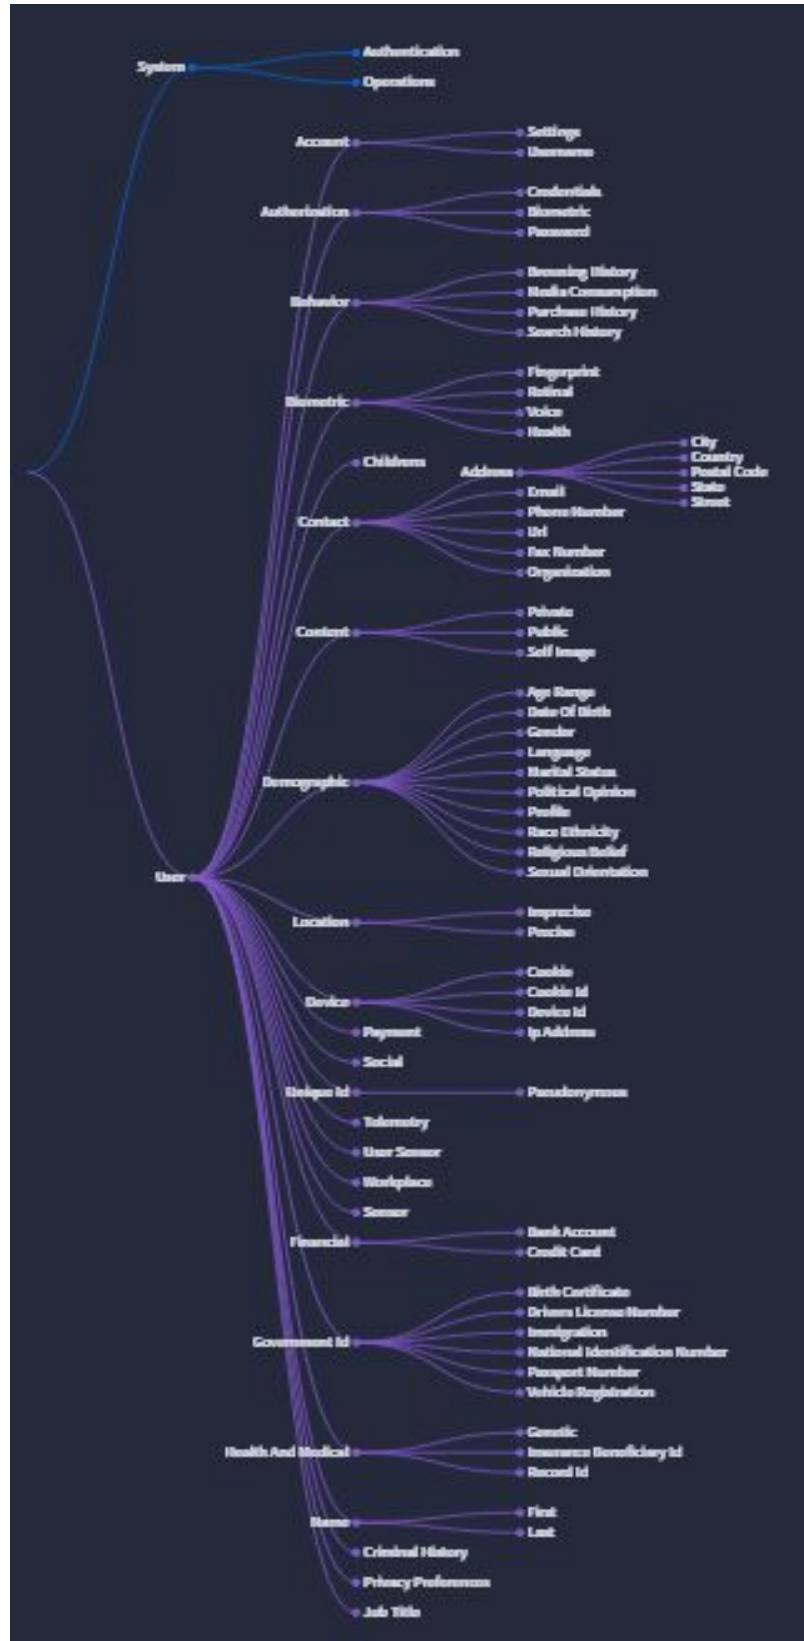 System
Authentication
Operations
Account
Settings
Username
Authorization
Credentials
Biometric
Password
Behavior
Browsing History
Media Consumption
Purchase History
Search History
Biometric
Fingerprint
Retinal
Voice
Health
Childrens
Contact
Address
City
Country
Postal Code
State
Street
Email
Phone Number
Url
Fax Number
Organization
Content
Private
Public
Self Image
Demographic
Age Range
Date Of Birth
Gender
Language
Marital Status
Political Opinion
Profile
Race Ethnicity
Religious Belief
Sexual Orientation
User
Location
Imprecise
Precise
Device
Cookie
Cookie Id
Device Id
Ip Address
Payment
Social
Unique Id
Pseudonymous
Telemetry
User Sensor
Workplace
Sensor
Financial
Bank Account
Credit Card
Government Id
Birth Certificate
Drivers License Number
Immigration
National Identification Number
Passport Number
Vehicle Registration
Health And Medical
Genetic
Insurance Beneficiary Id
Record Id
Name
First
Last
Criminal History
Privacy Preferences
Job Title